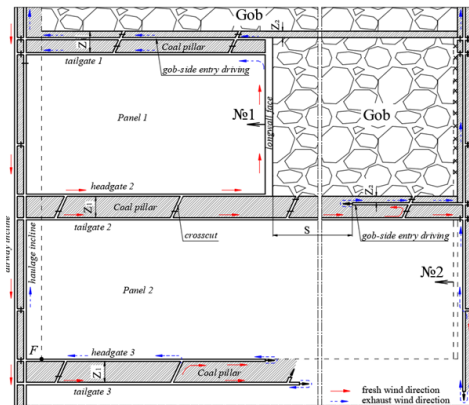 Gob
Z₂
Z₁
Coal pillar
tailgate 1
gob-side entry driving
№1
longwall face
Gob
Panel 1
headgate 2
Z₁
Coal pillar
Z₂
tailgate 2
crosscut
S
gob-side entry driving
airway incline
haulage incline
№2
Panel 2
F
headgate 3
Z₁
Coal pillar
tailgate 3
fresh wind direction
exhaust wind direction